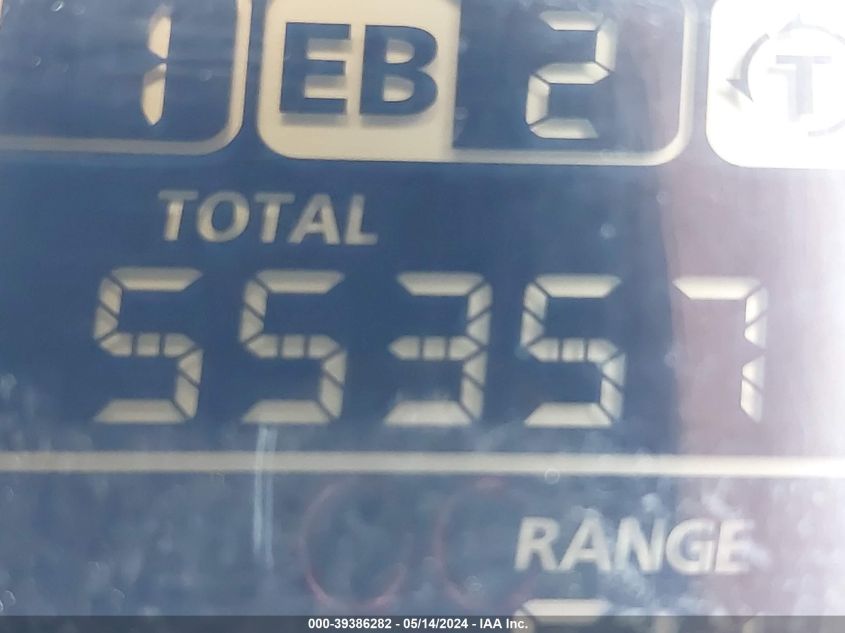 1 EB 2 T
TOTAL
55357
RANGE
000-39386282 - 05/14/2024 - IAA Inc.